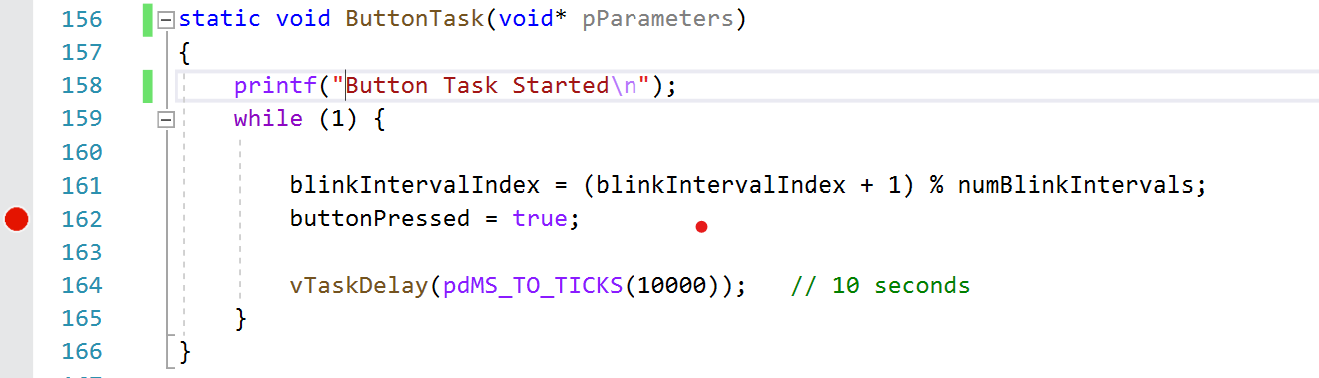 156 static void ButtonTask(void* pParameters)
157 {
158     printf("Button Task Started\n");
159     while (1) {
160
161         blinkIntervalIndex = (blinkIntervalIndex + 1) % numBlinkIntervals;
162         buttonPressed = true;
163
164         vTaskDelay(pdMS_TO_TICKS(10000));   // 10 seconds
165     }
166 }